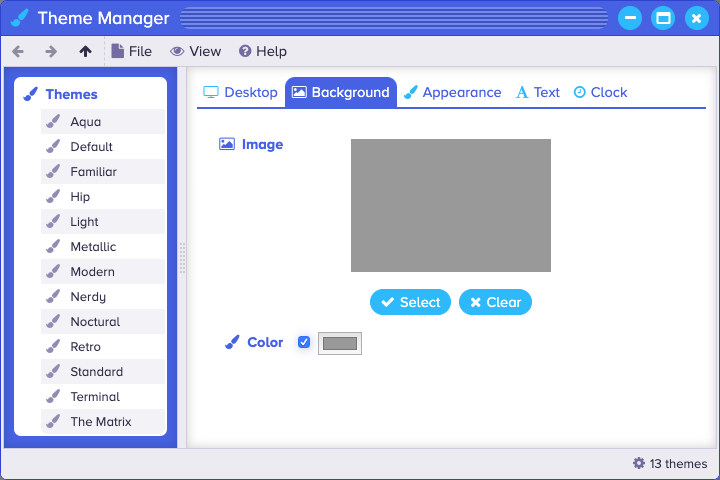 Theme Manager
File View Help
Themes
Aqua
Default
Familiar
Hip
Light
Metallic
Modern
Nerdy
Noctural
Retro
Standard
Terminal
The Matrix
Desktop Background Appearance Text Clock
Image
Select Clear
Color
13 themes